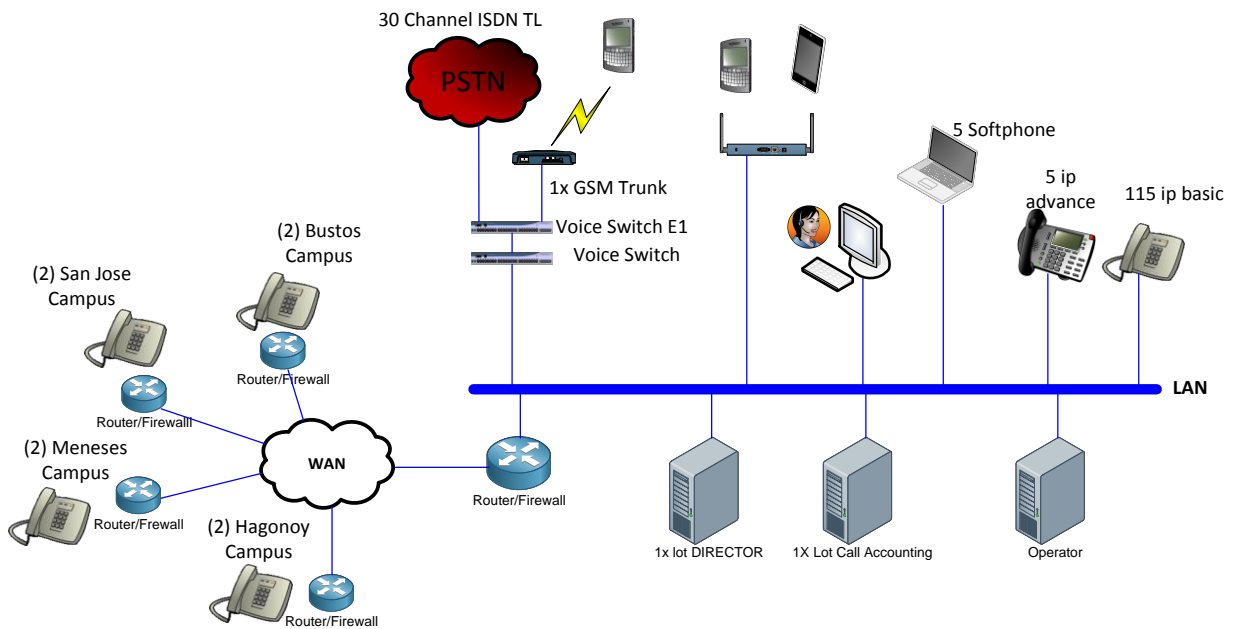 30 Channel ISDN TL
PSTN
1x GSM Trunk
Voice Switch E1
Voice Switch
5 Softphone
5 ip
advance
115 ip basic
(2) Bustos
Campus
Router/Firewall
(2) San Jose
Campus
Router/Firewalll
(2) Meneses
Campus
Router/Firewall
(2) Hagonoy
Campus
Router/Firewall
WAN
Router/Firewall
LAN
1x lot DIRECTOR
1X Lot Call Accounting
Operator